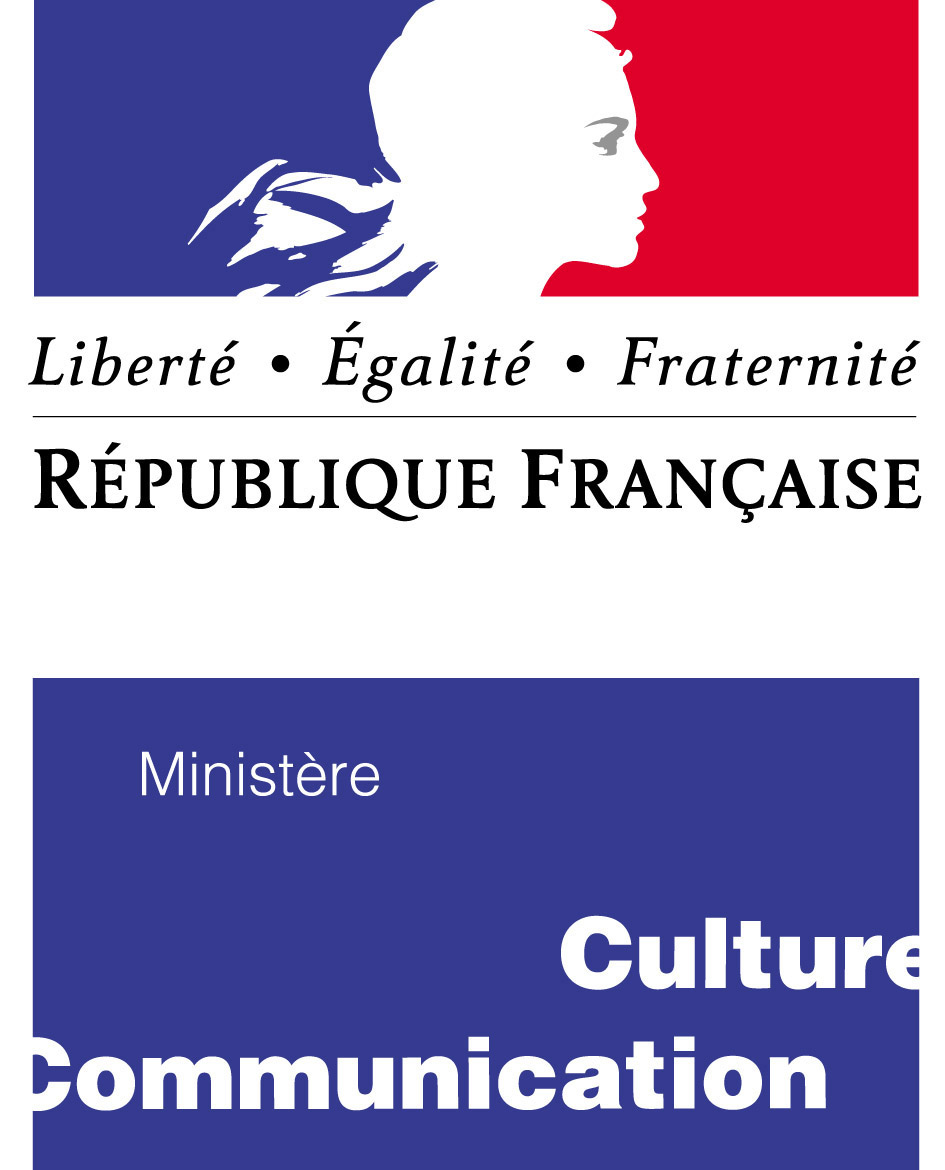 Liberté • Égalité • Fraternité
RÉPUBLIQUE FRANÇAISE
Ministère
Culture
Communication